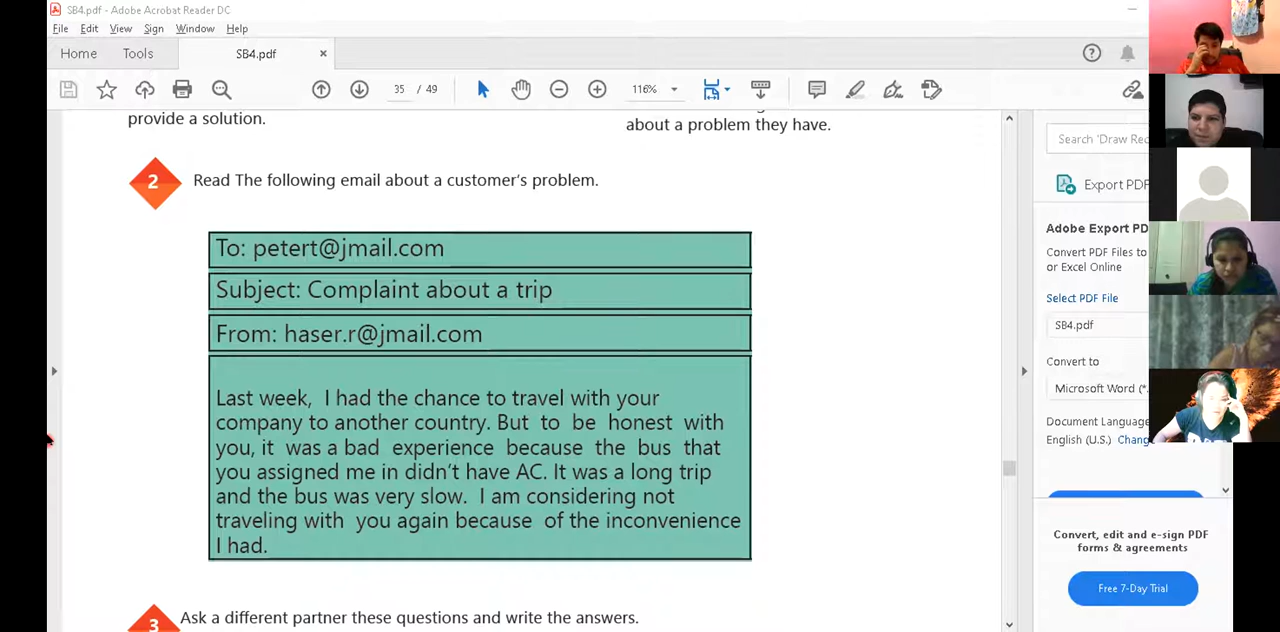 SB4.pdf - Adobe Acrobat Reader DC
File Edit View Sign Window Help
Home Tools SB4.pdf ×
35 / 49 116%
provide a solution.
about a problem they have.
2 Read The following email about a customer's problem.
To: petert@jmail.com
Subject: Complaint about a trip
From: haser.r@jmail.com
Last week, I had the chance to travel with your
company to another country. But to be honest with
you, it was a bad experience because the bus that
you assigned me in didn't have AC. It was a long trip
and the bus was very slow. I am considering not
traveling with you again because of the inconvenience
I had.
3 Ask a different partner these questions and write the answers.
Search 'Draw Rec
Export PDF
Adobe Export PD
Convert PDF Files to
or Excel Online
Select PDF File
SB4.pdf
Convert to
Microsoft Word (*.
Document Language
English (U.S.) Chang
Convert, edit and e-sign PDF
forms & agreements
Free 7-Day Trial